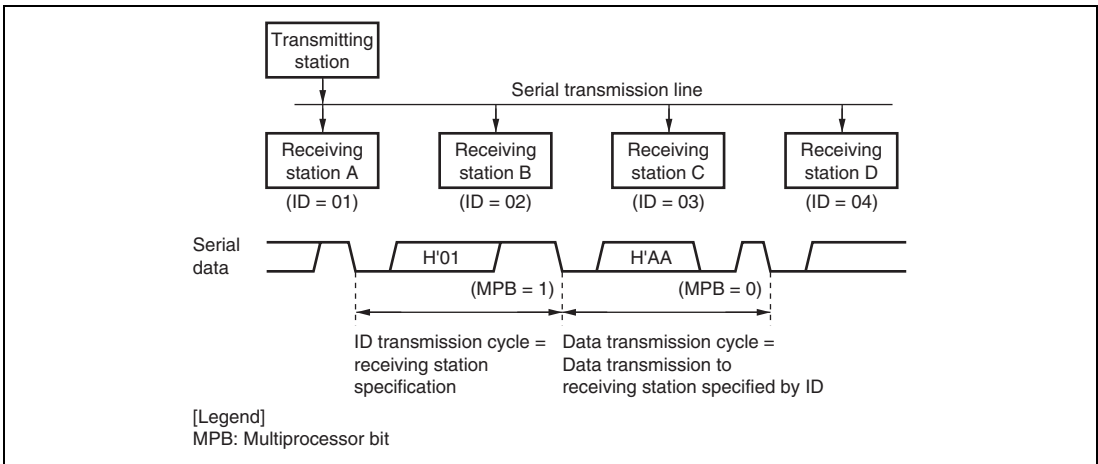 Transmitting
station
Serial transmission line
Receiving
station A
Receiving
station B
Receiving
station C
Receiving
station D
(ID = 01)
(ID = 02)
(ID = 03)
(ID = 04)
Serial
data
H'01
H'AA
(MPB = 1)
(MPB = 0)
ID transmission cycle =
receiving station
specification
Data transmission cycle =
Data transmission to
receiving station specified by ID
[Legend]
MPB: Multiprocessor bit